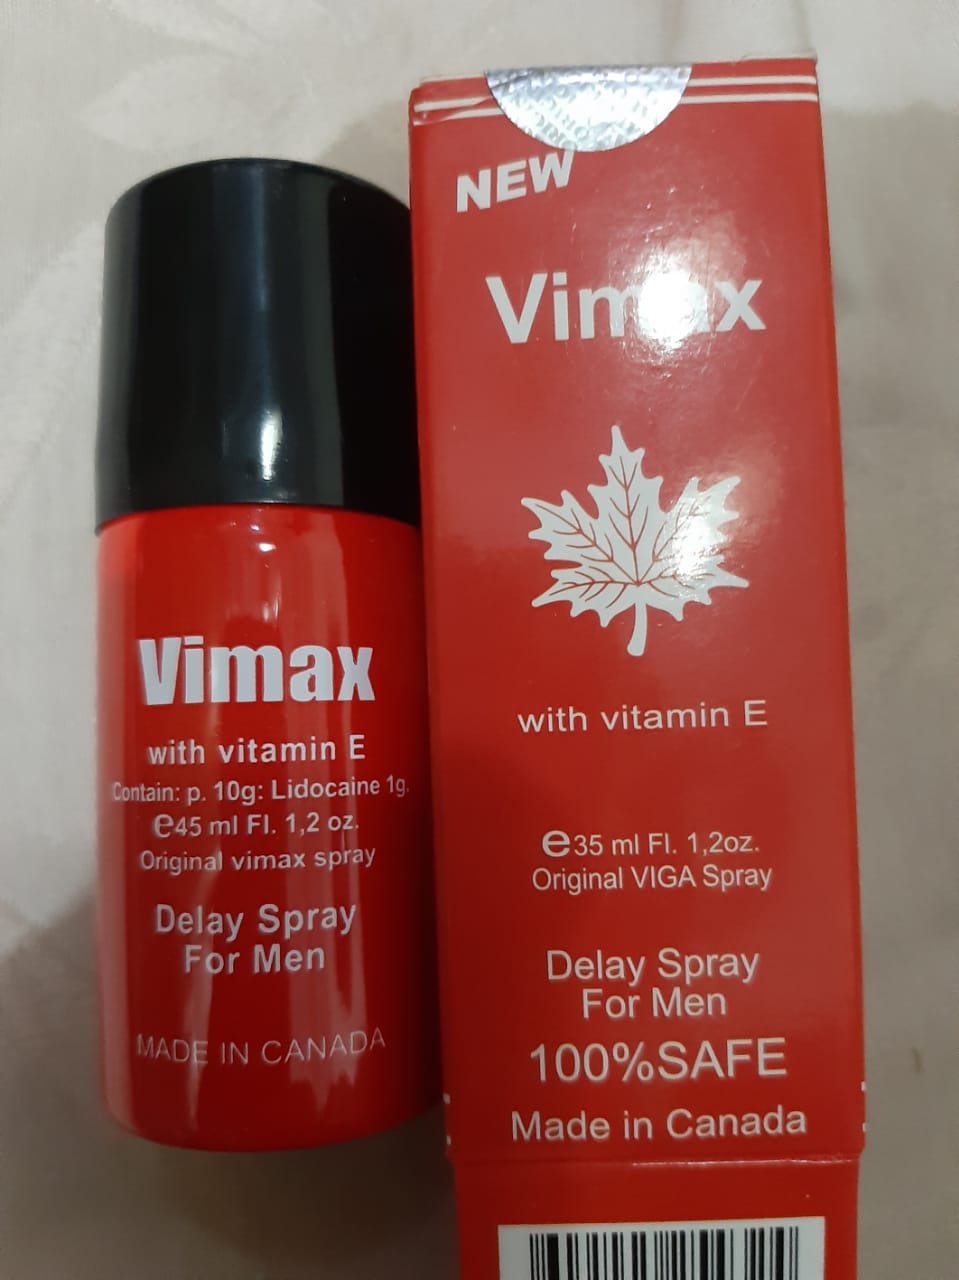 Vimax
with vitamin E
Contain: p. 10g: Lidocaine 1g.
e45 ml Fl. 1,2 oz.
Original vimax spray
Delay Spray
For Men
MADE IN CANADA
NEW
Vimax
with vitamin E
e35 ml Fl. 1,2oz.
Original VIGA Spray
Delay Spray
For Men
100%SAFE
Made in Canada